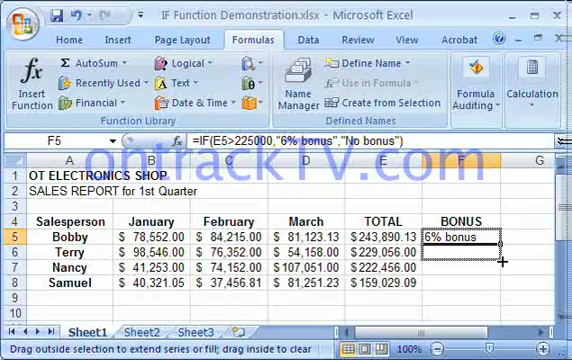 IF Function Demonstration.xlsx - Microsoft Excel
Home Insert Page Layout Formulas Data Review View
Insert Function
AutoSum
Recently Used
Financial
Logical
Text
Date & Time
Function Library
Name Manager
Define Name
Use in Formula
Create from Selection
Defined Names
Formula Auditing
Calculation
F5 fx =IF(E5>225000,"6% bonus","No bonus")
ontrackTV.com
A B C D E F G
1 OT ELECTRONICS SHOP
2 SALES REPORT for 1st Quarter
3
4 Salesperson January February March TOTAL BONUS
5 Bobby $ 78,552.00 $ 84,215.00 $ 81,123.13 $243,890.13 6% bonus
6 Terry $ 98,546.00 $ 76,352.00 $ 54,158.00 $229,056.00
7 Nancy $ 41,253.00 $ 74,152.00 $107,051.00 $222,456.00
8 Samuel $ 40,321.05 $ 37,456.81 $ 81,251.23 $159,029.09
9
10
Sheet1 Sheet2 Sheet3
Drag outside selection to extend series or fill; drag inside to clear 100%